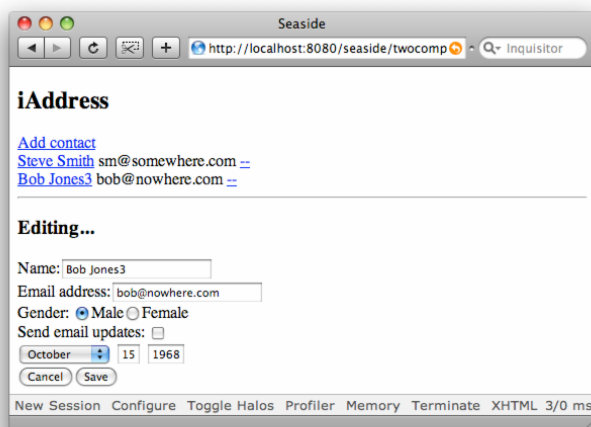 Seaside
http://localhost:8080/seaside/twocomp Inquisitor
iAddress
Add contact
Steve Smith sm@somewhere.com --
Bob Jones3 bob@nowhere.com --
Editing...
Name: Bob Jones3
Email address: bob@nowhere.com
Gender: Male Female
Send email updates:
October 15 1968
Cancel Save
New Session Configure Toggle Halos Profiler Memory Terminate XHTML 3/0 ms